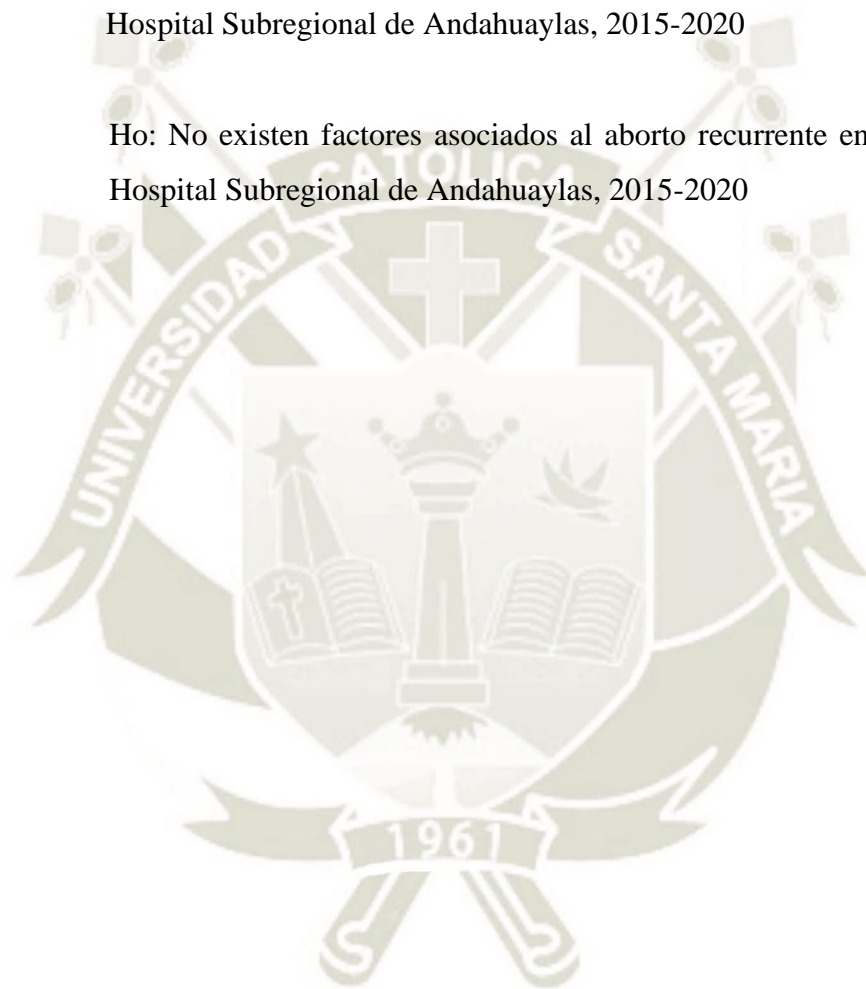 Hospital Subregional de Andahuaylas, 2015-2020
Ho: No existen factores asociados al aborto recurrente en
Hospital Subregional de Andahuaylas, 2015-2020
UNIVERSIDAD CATOLICA SANTA MARIA
1961